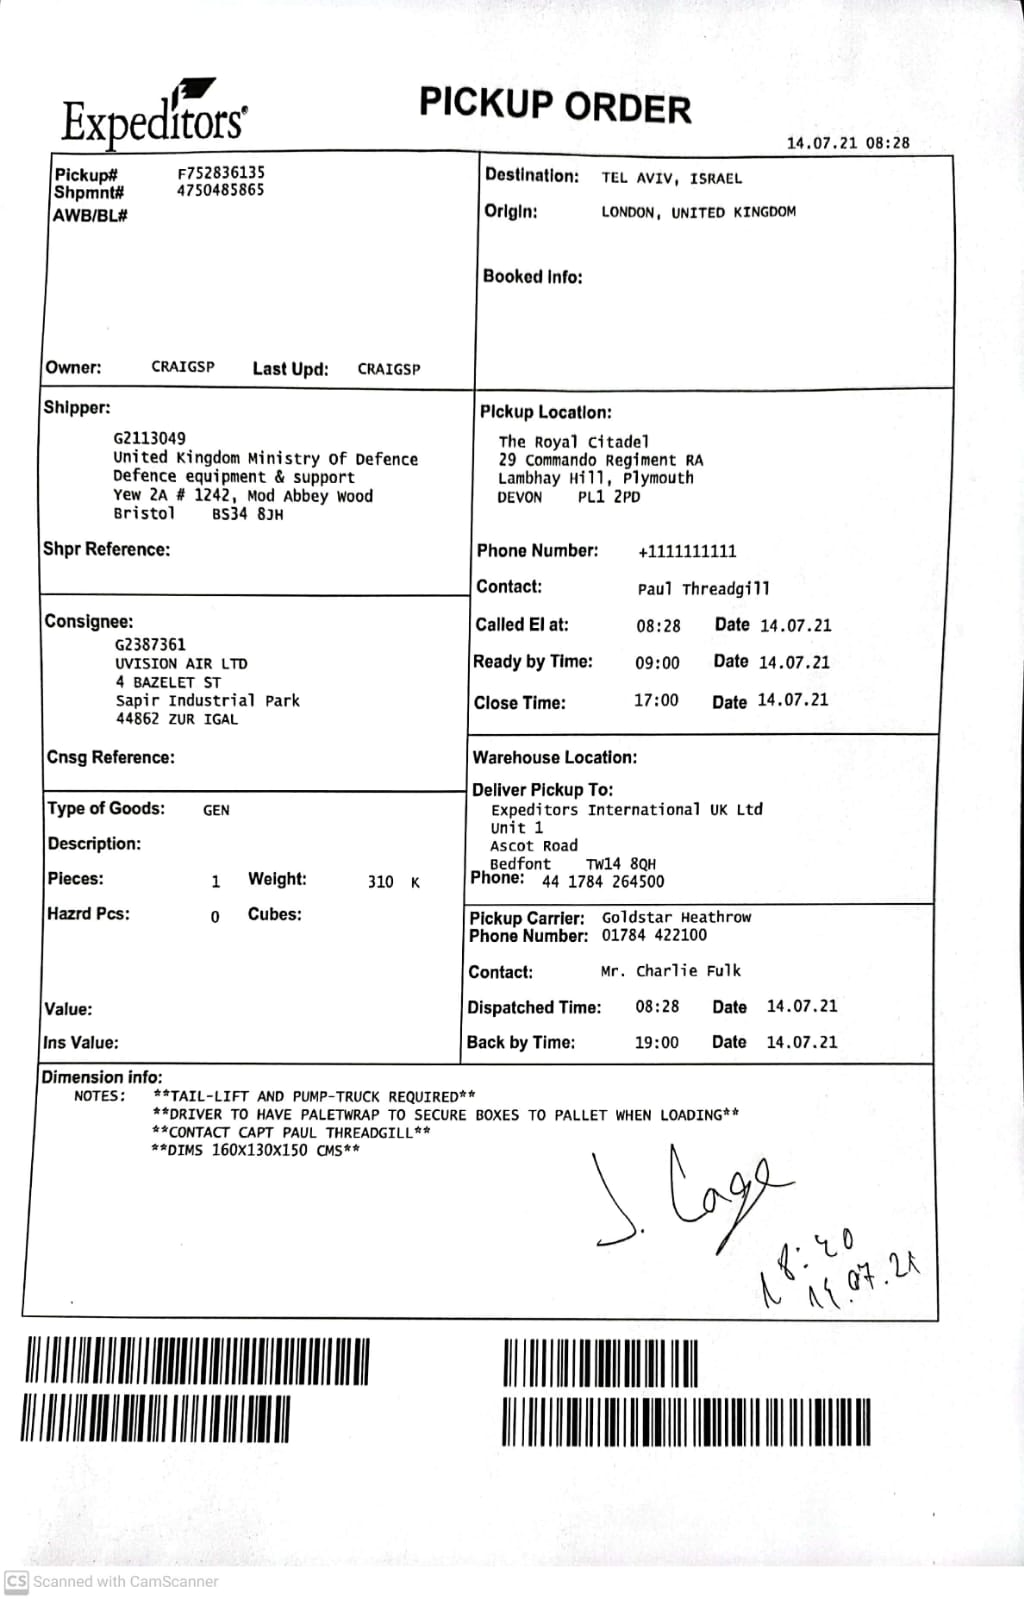 Expeditors
PICKUP ORDER
14.07.21 08:28
Pickup# F752836135
Shpmnt# 4750485865
AWB/BL#
Owner: CRAIGSP Last Upd: CRAIGSP
Destination: TEL AVIV, ISRAEL
Origin: LONDON, UNITED KINGDOM
Booked Info:
Shipper:
G2113049
United Kingdom Ministry Of Defence
Defence equipment & support
Yew 2A # 1242, Mod Abbey Wood
Bristol BS34 8JH
Shpr Reference:
Pickup Location:
The Royal Citadel
29 Commando Regiment RA
Lambhay Hill, Plymouth
DEVON PL1 2PD
Phone Number: +1111111111
Contact: Paul Threadgill
Called EI at: 08:28 Date 14.07.21
Ready by Time: 09:00 Date 14.07.21
Close Time: 17:00 Date 14.07.21
Consignee:
G2387361
UVISION AIR LTD
4 BAZELET ST
Sapir Industrial Park
44862 ZUR IGAL
Cnsg Reference:
Warehouse Location:
Deliver Pickup To:
Expeditors International UK Ltd
Unit 1
Ascot Road
Bedfont TW14 8QH
Phone: 44 1784 264500
Type of Goods: GEN
Description:
Pieces: 1 Weight: 310 K
Hazrd Pcs: 0 Cubes:
Value:
Ins Value:
Pickup Carrier: Goldstar Heathrow
Phone Number: 01784 422100
Contact: Mr. Charlie Fulk
Dispatched Time: 08:28 Date 14.07.21
Back by Time: 19:00 Date 14.07.21
Dimension info:
NOTES: **TAIL-LIFT AND PUMP-TRUCK REQUIRED**
**DRIVER TO HAVE PALETWRAP TO SECURE BOXES TO PALLET WHEN LOADING**
**CONTACT CAPT PAUL THREADGILL**
**DIMS 160X130X150 CMS**
J. Cage
18:20
14.07.21
CS Scanned with CamScanner